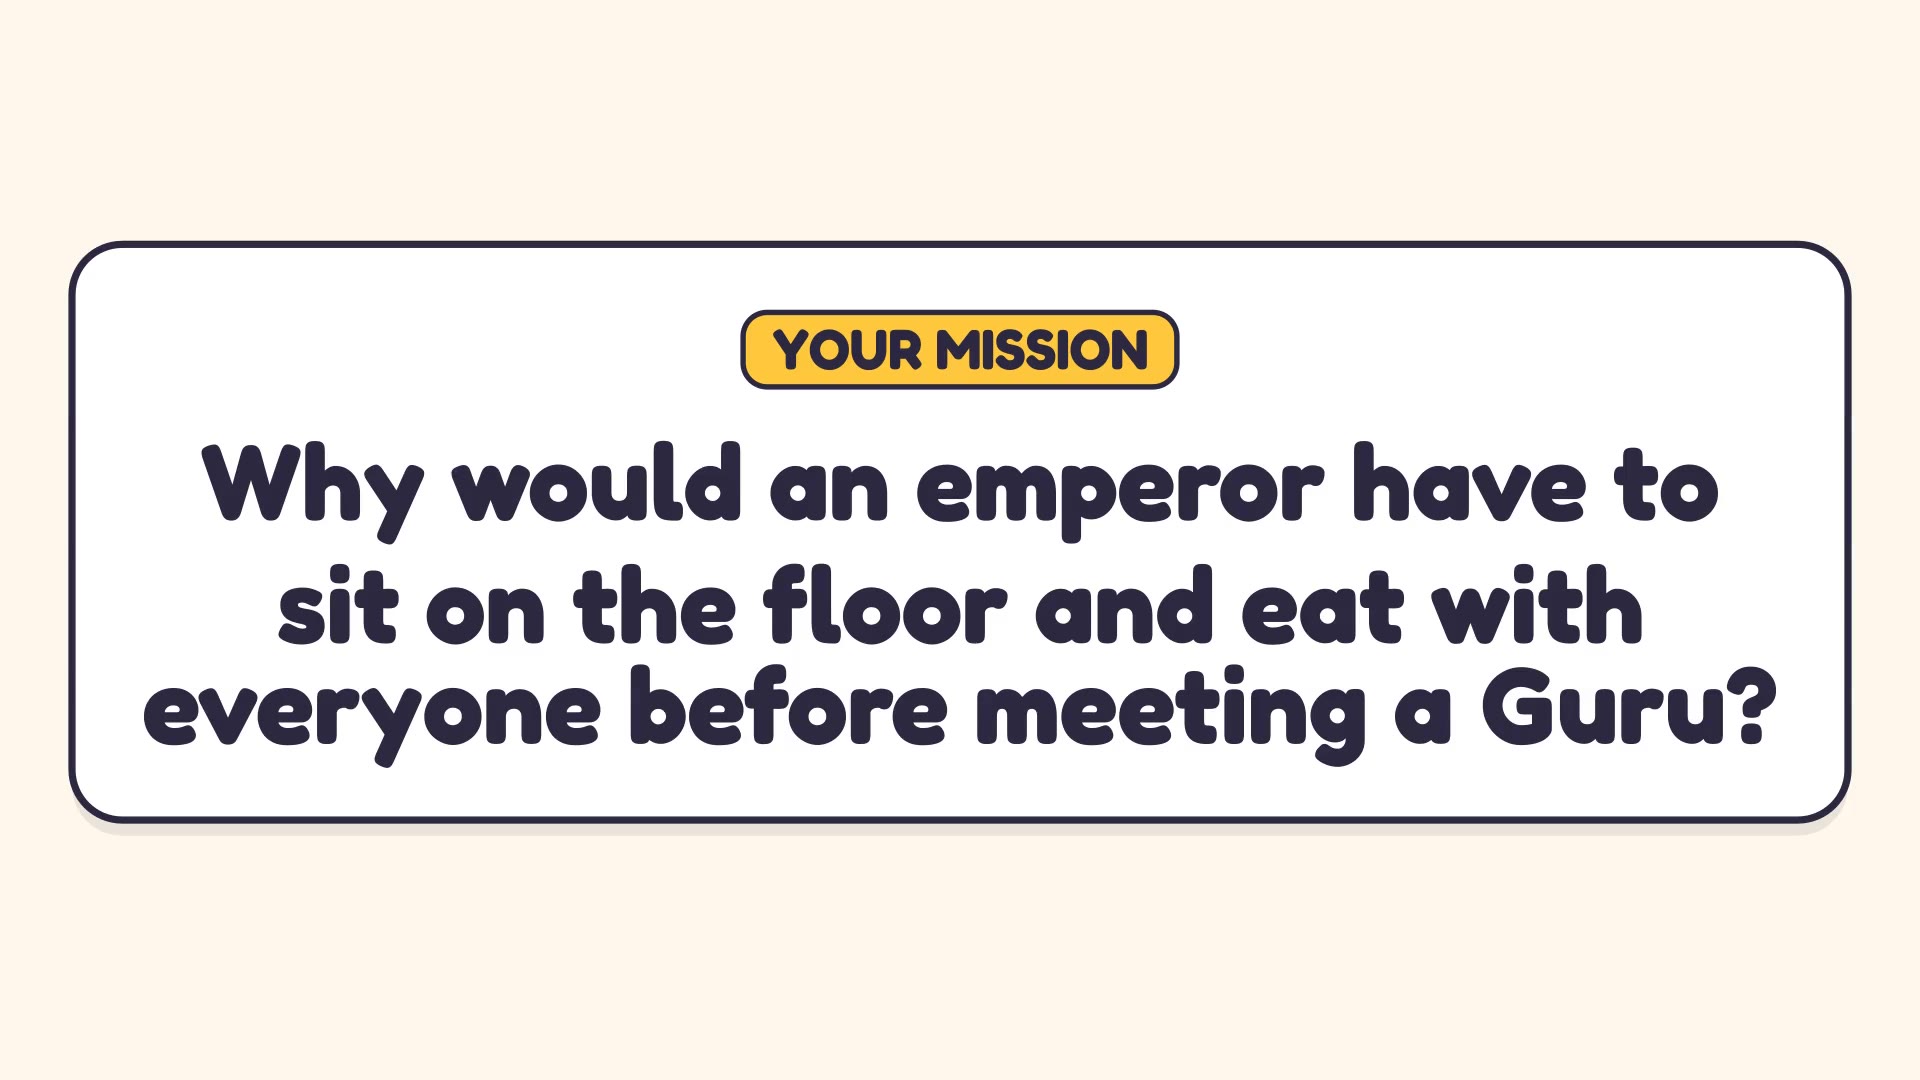 YOUR MISSION
Why would an emperor have to
sit on the floor and eat with
everyone before meeting a Guru?